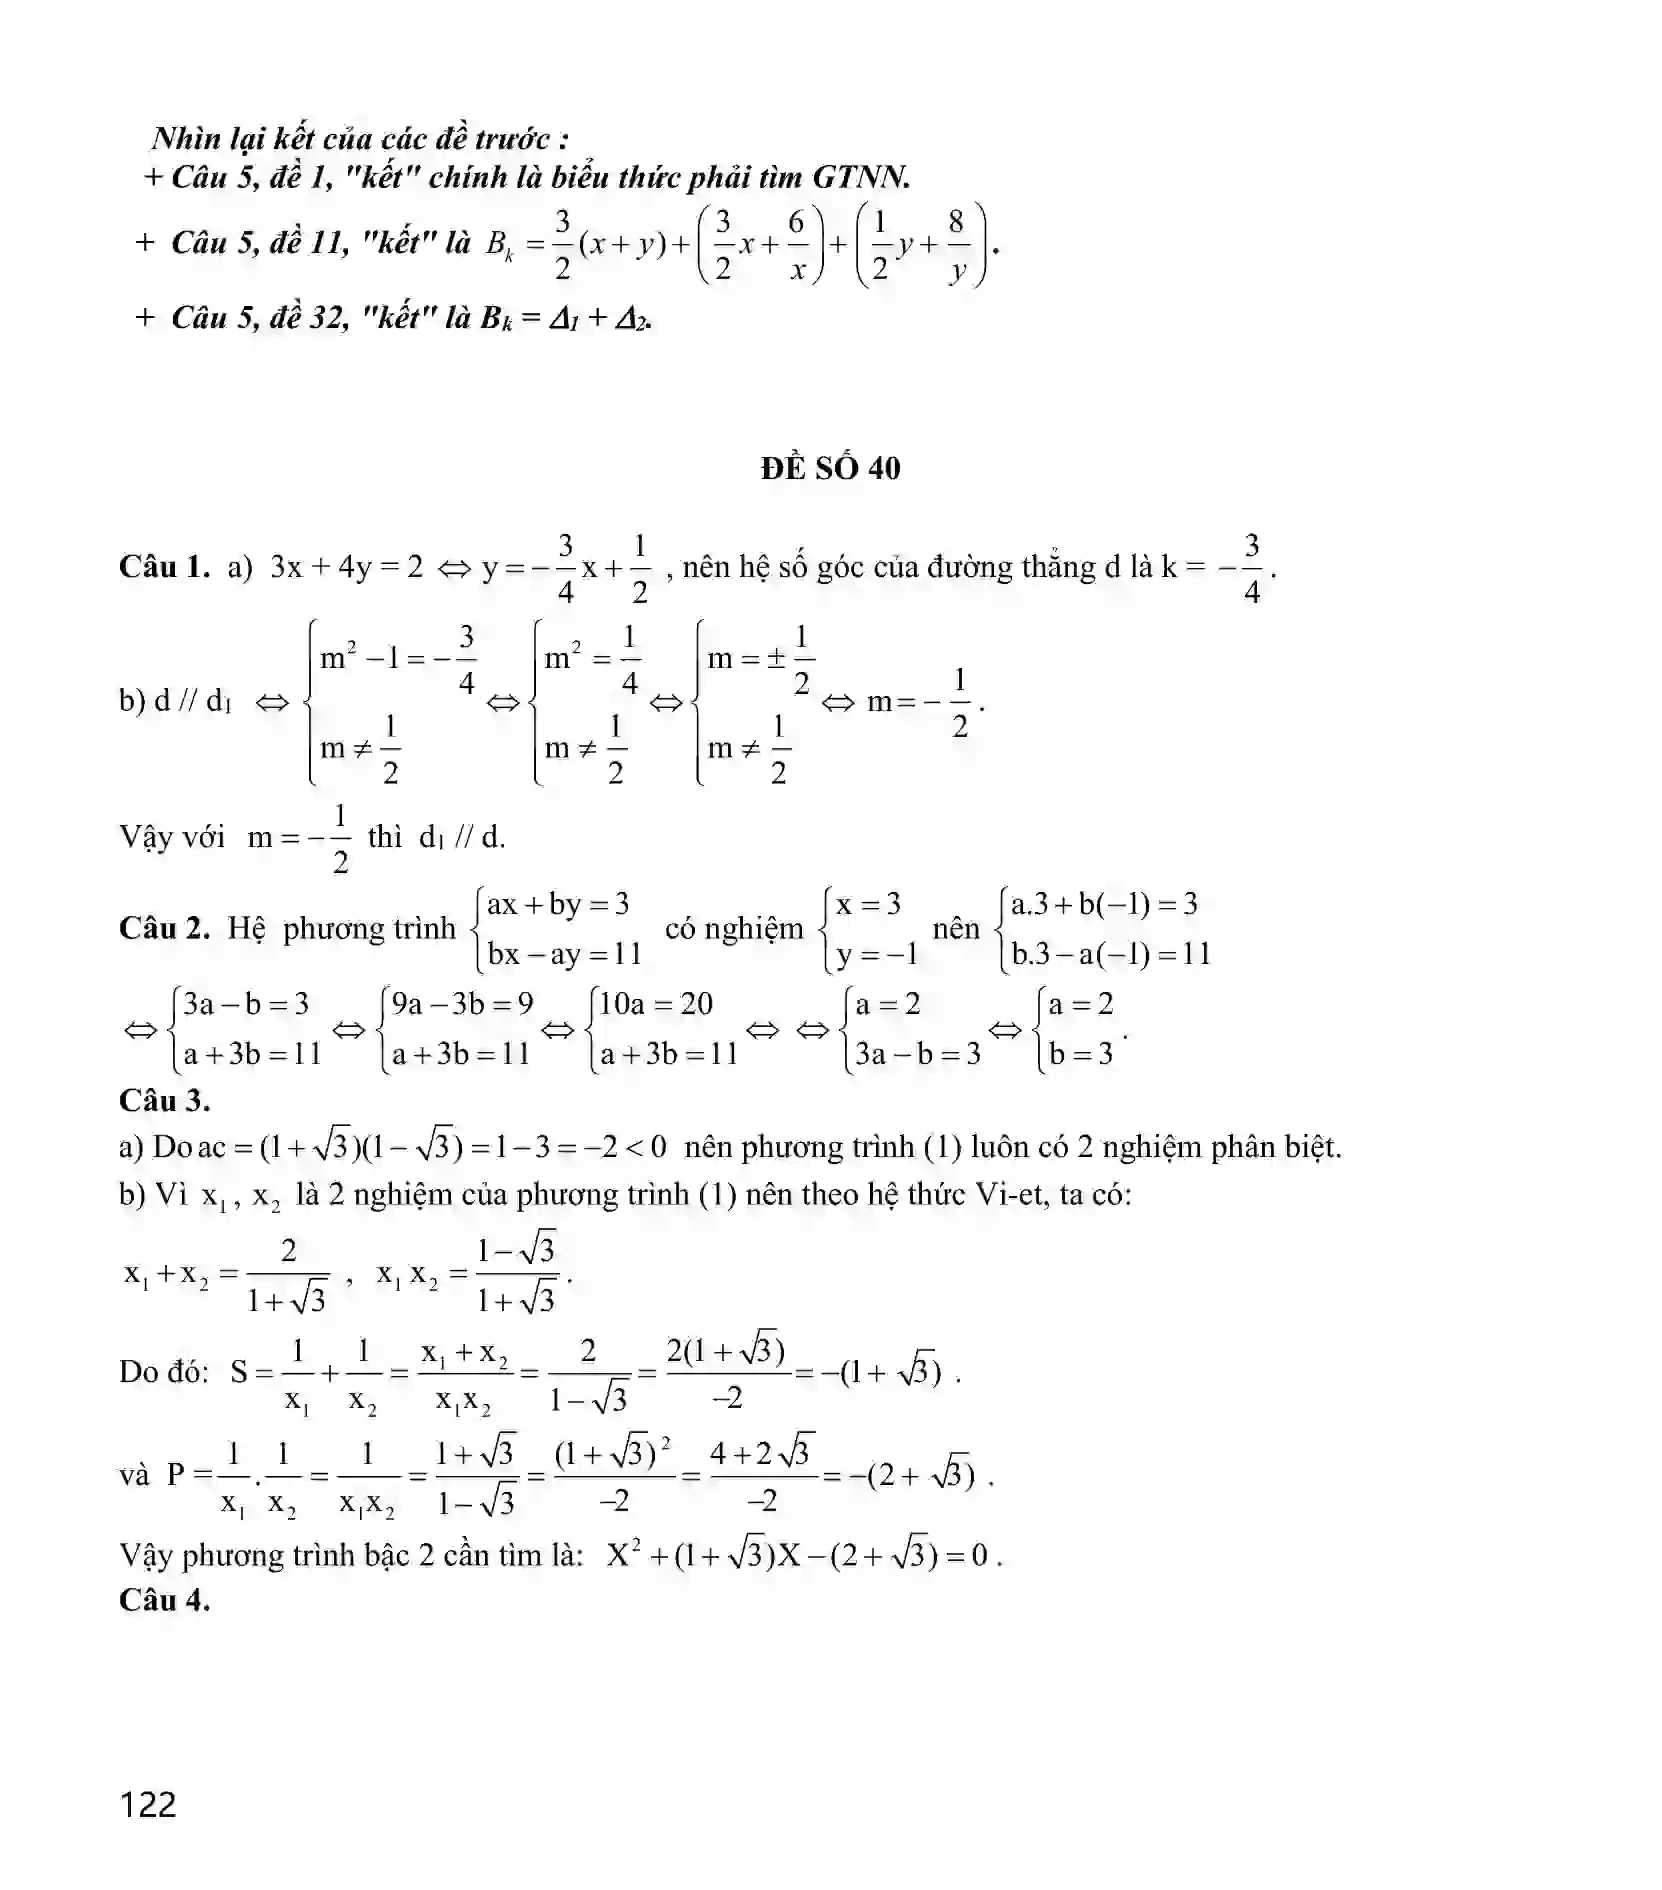 Nhìn lại kết của các đề trước :
+ Câu 5, đề 1, "kết" chính là biểu thức phải tìm GTNN.
+ Câu 5, đề 11, "kết" là $B_k = \frac{3}{2}(x+y)+\left(\frac{3}{2}x+\frac{6}{x}\right)+\left(\frac{1}{2}y+\frac{8}{y}\right)$.
+ Câu 5, đề 32, "kết" là $B_k = \Delta_1 + \Delta_2$.
ĐỀ SỐ 40
Câu 1. a) $3x + 4y = 2 \Leftrightarrow y = -\frac{3}{4}x + \frac{1}{2}$ , nên hệ số góc của đường thẳng d là k = $-\frac{3}{4}$.
b) d // d₁ $\Leftrightarrow \begin{cases} m^2 - 1 = -\frac{3}{4} \\ m \neq \frac{1}{2} \end{cases} \Leftrightarrow \begin{cases} m^2 = \frac{1}{4} \\ m \neq \frac{1}{2} \end{cases} \Leftrightarrow \begin{cases} m = \pm\frac{1}{2} \\ m \neq \frac{1}{2} \end{cases} \Leftrightarrow m = -\frac{1}{2}$.
Vậy với $m = -\frac{1}{2}$ thì d₁ // d.
Câu 2. Hệ phương trình $\begin{cases} ax + by = 3 \\ bx - ay = 11 \end{cases}$ có nghiệm $\begin{cases} x = 3 \\ y = -1 \end{cases}$ nên $\begin{cases} a.3 + b(-1) = 3 \\ b.3 - a(-1) = 11 \end{cases}$
$\Leftrightarrow \begin{cases} 3a - b = 3 \\ a + 3b = 11 \end{cases} \Leftrightarrow \begin{cases} 9a - 3b = 9 \\ a + 3b = 11 \end{cases} \Leftrightarrow \begin{cases} 10a = 20 \\ a + 3b = 11 \end{cases} \Leftrightarrow \Leftrightarrow \begin{cases} a = 2 \\ 3a - b = 3 \end{cases} \Leftrightarrow \begin{cases} a = 2 \\ b = 3 \end{cases}$.
Câu 3.
a) Do ac = $(1+\sqrt{3})(1-\sqrt{3}) = 1 - 3 = -2 < 0$ nên phương trình (1) luôn có 2 nghiệm phân biệt.
b) Vì $x_1$, $x_2$ là 2 nghiệm của phương trình (1) nên theo hệ thức Vi-et, ta có:
$x_1 + x_2 = \frac{2}{1+\sqrt{3}}$ , $x_1 x_2 = \frac{1-\sqrt{3}}{1+\sqrt{3}}$.
Do đó: $S = \frac{1}{x_1} + \frac{1}{x_2} = \frac{x_1 + x_2}{x_1 x_2} = \frac{2}{1-\sqrt{3}} = \frac{2(1+\sqrt{3})}{-2} = -(1+\sqrt{3})$ .
và $P = \frac{1}{x_1}.\frac{1}{x_2} = \frac{1}{x_1 x_2} = \frac{1+\sqrt{3}}{1-\sqrt{3}} = \frac{(1+\sqrt{3})^2}{-2} = \frac{4+2\sqrt{3}}{-2} = -(2+\sqrt{3})$ .
Vậy phương trình bậc 2 cần tìm là: $X^2 + (1+\sqrt{3})X - (2+\sqrt{3}) = 0$ .
Câu 4.
122